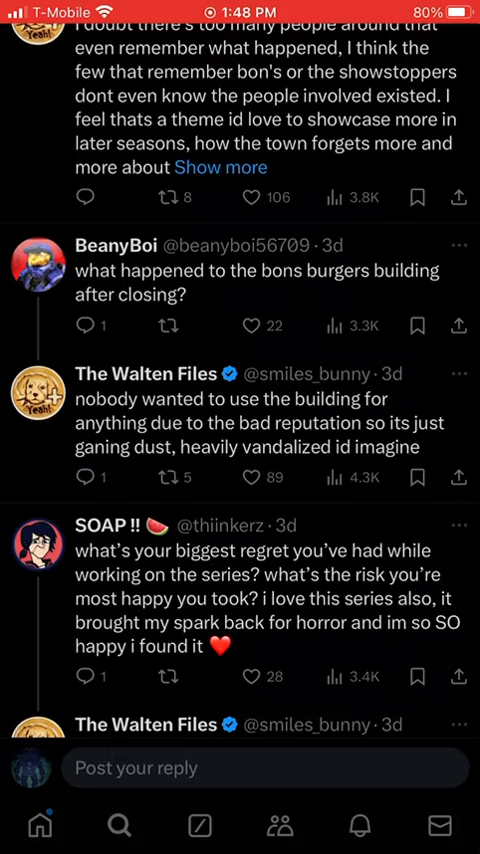 T-Mobile 1:48 PM 80%
I doubt there's too many people around that
even remember what happened, I think the
few that remember bon's or the showstoppers
dont even know the people involved existed. I
feel thats a theme id love to showcase more in
later seasons, how the town forgets more and
more about Show more
8 106 3.8K
BeanyBoi @beanyboi56709 · 3d
what happened to the bons burgers building
after closing?
1 22 3.3K
The Walten Files @smiles_bunny · 3d
nobody wanted to use the building for
anything due to the bad reputation so its just
ganing dust, heavily vandalized id imagine
1 5 89 4.3K
SOAP !! 🍉 @thiinkerz · 3d
what's your biggest regret you've had while
working on the series? what's the risk you're
most happy you took? i love this series also, it
brought my spark back for horror and im so SO
happy i found it ❤️
1 28 3.4K
The Walten Files @smiles_bunny · 3d
Post your reply